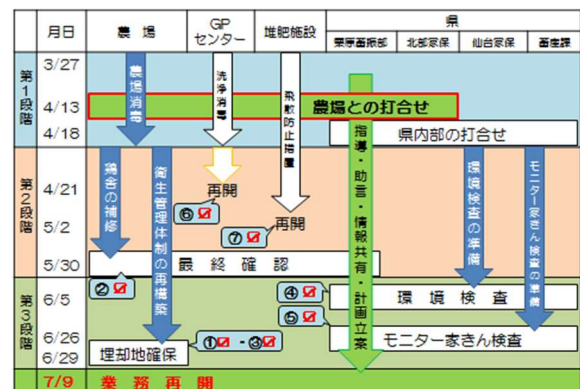 月日 農場 GPセンター 堆肥施設 県
栗原畜振部 北部家保 仙台家保 畜産課
第1段階
3/27
4/13
4/18
農場消毒
洗浄消毒
飛散防止措置
農場との打合せ
県内部の打合せ
指導・助言・情報共有・計画立案
第2段階
4/21
5/2
5/30
鶏舎の補修
衛生管理体制の再構築
再開
⑥
再開
⑦
環境検査の準備
モニター家きん検査の準備
最終確認
第3段階
6/5
6/26
6/29
②
④
環境検査
⑤
モニター家きん検査
埋却地確保
①-③
7/9 業務再開